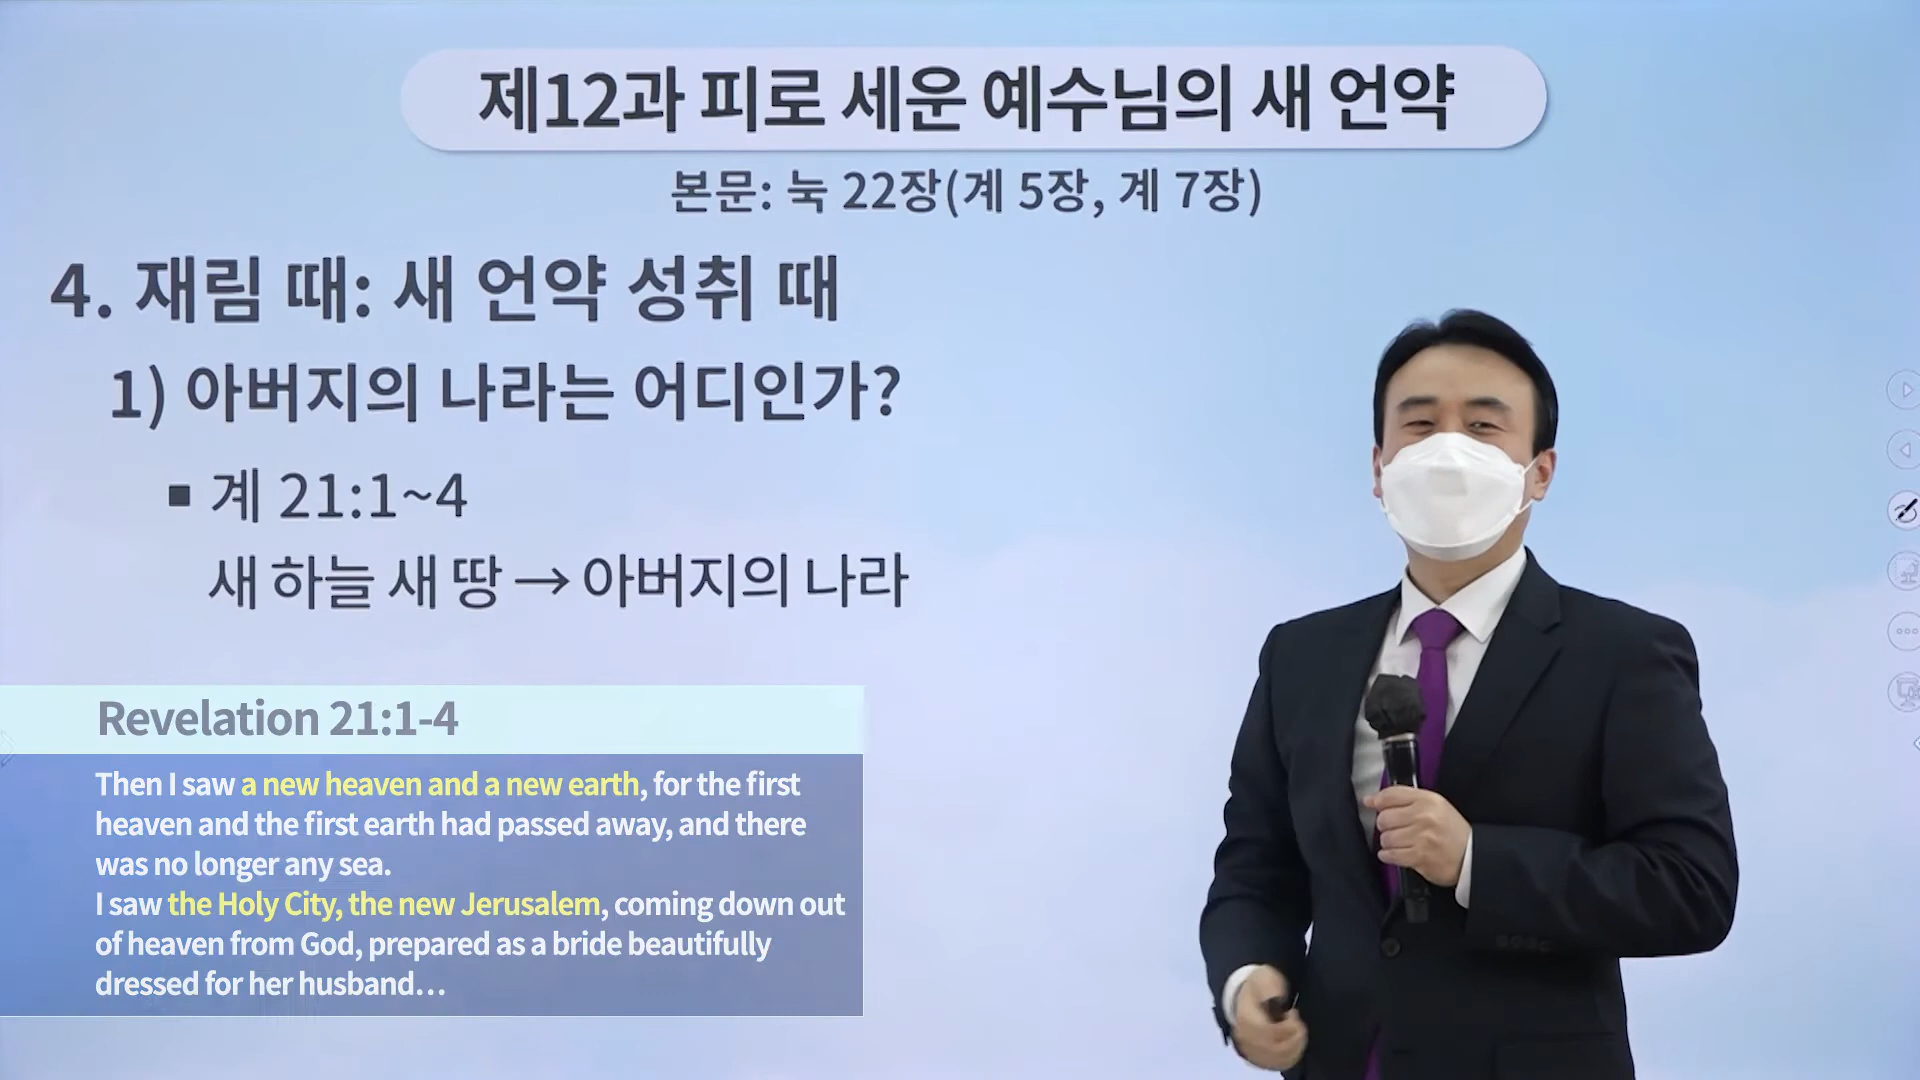 제12과 피로 세운 예수님의 새 언약
본문: 눅 22장(계 5장, 계 7장)
4. 재림 때: 새 언약 성취 때
1) 아버지의 나라는 어디인가?
▪ 계 21:1~4
새 하늘 새 땅 → 아버지의 나라
Revelation 21:1-4
Then I saw a new heaven and a new earth, for the first
heaven and the first earth had passed away, and there
was no longer any sea.
I saw the Holy City, the new Jerusalem, coming down out
of heaven from God, prepared as a bride beautifully
dressed for her husband…